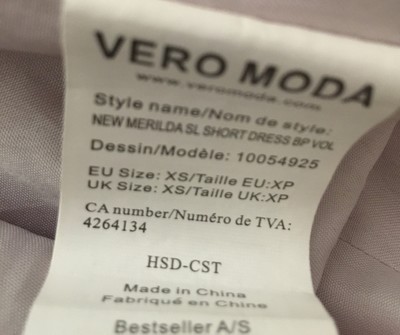 VERO MODA
www.veromoda.com
Style name/Nom de style:
NEW MERILDA SL SHORT DRESS BP VOL
Dessin/Modèle: 10054925
EU Size: XS/Taille EU:XP
UK Size: XS/Taille UK:XP
CA number/Numéro de TVA:
4264134
HSD-CST
Made in China
Fabriqué en Chine
Bestseller A/S